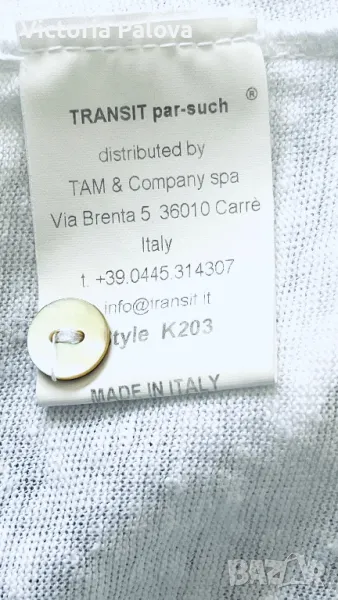 Victoria Palova
TRANSIT par-such ®
distributed by
TAM & Company spa
Via Brenta 5 36010 Carrè
Italy
t. +39.0445.314307
info@transit.it
tyle K203
MADE IN ITALY
BAZAR